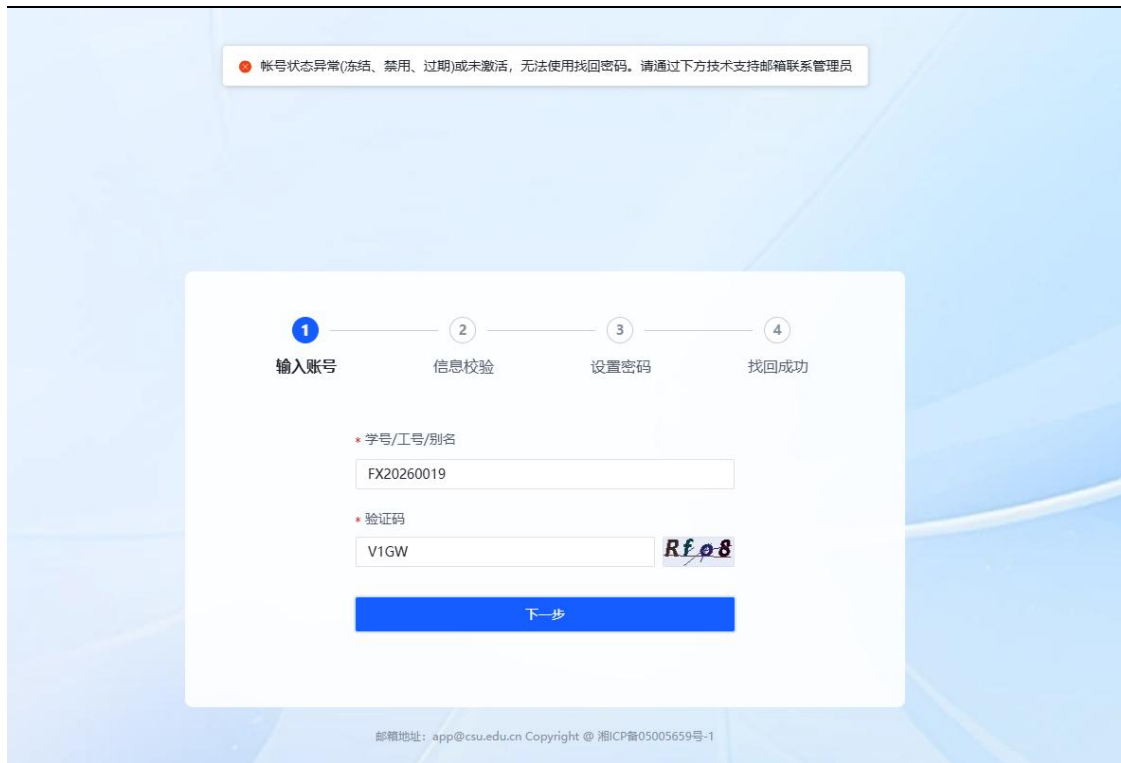 帐号状态异常(冻结、禁用、过期)或未激活，无法使用找回密码。请通过下方技术支持邮箱联系管理员
1 2 3 4
输入账号 信息校验 设置密码 找回成功
* 学号/工号/别名
FX20260019
* 验证码
V1GW Rfp8
下一步
邮箱地址：app@csu.edu.cn Copyright @ 湘ICP备05005659号-1